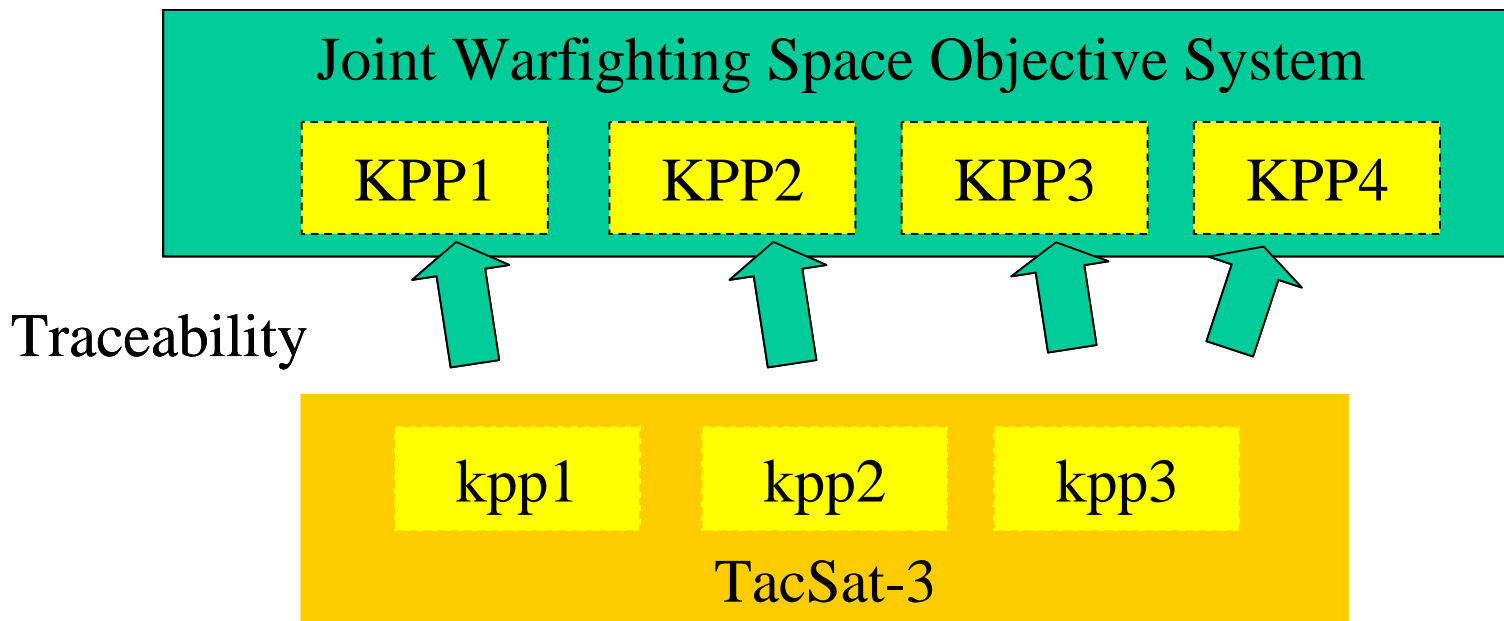 Joint Warfighting Space Objective System
KPP1 KPP2 KPP3 KPP4
Traceability
kpp1 kpp2 kpp3
TacSat-3